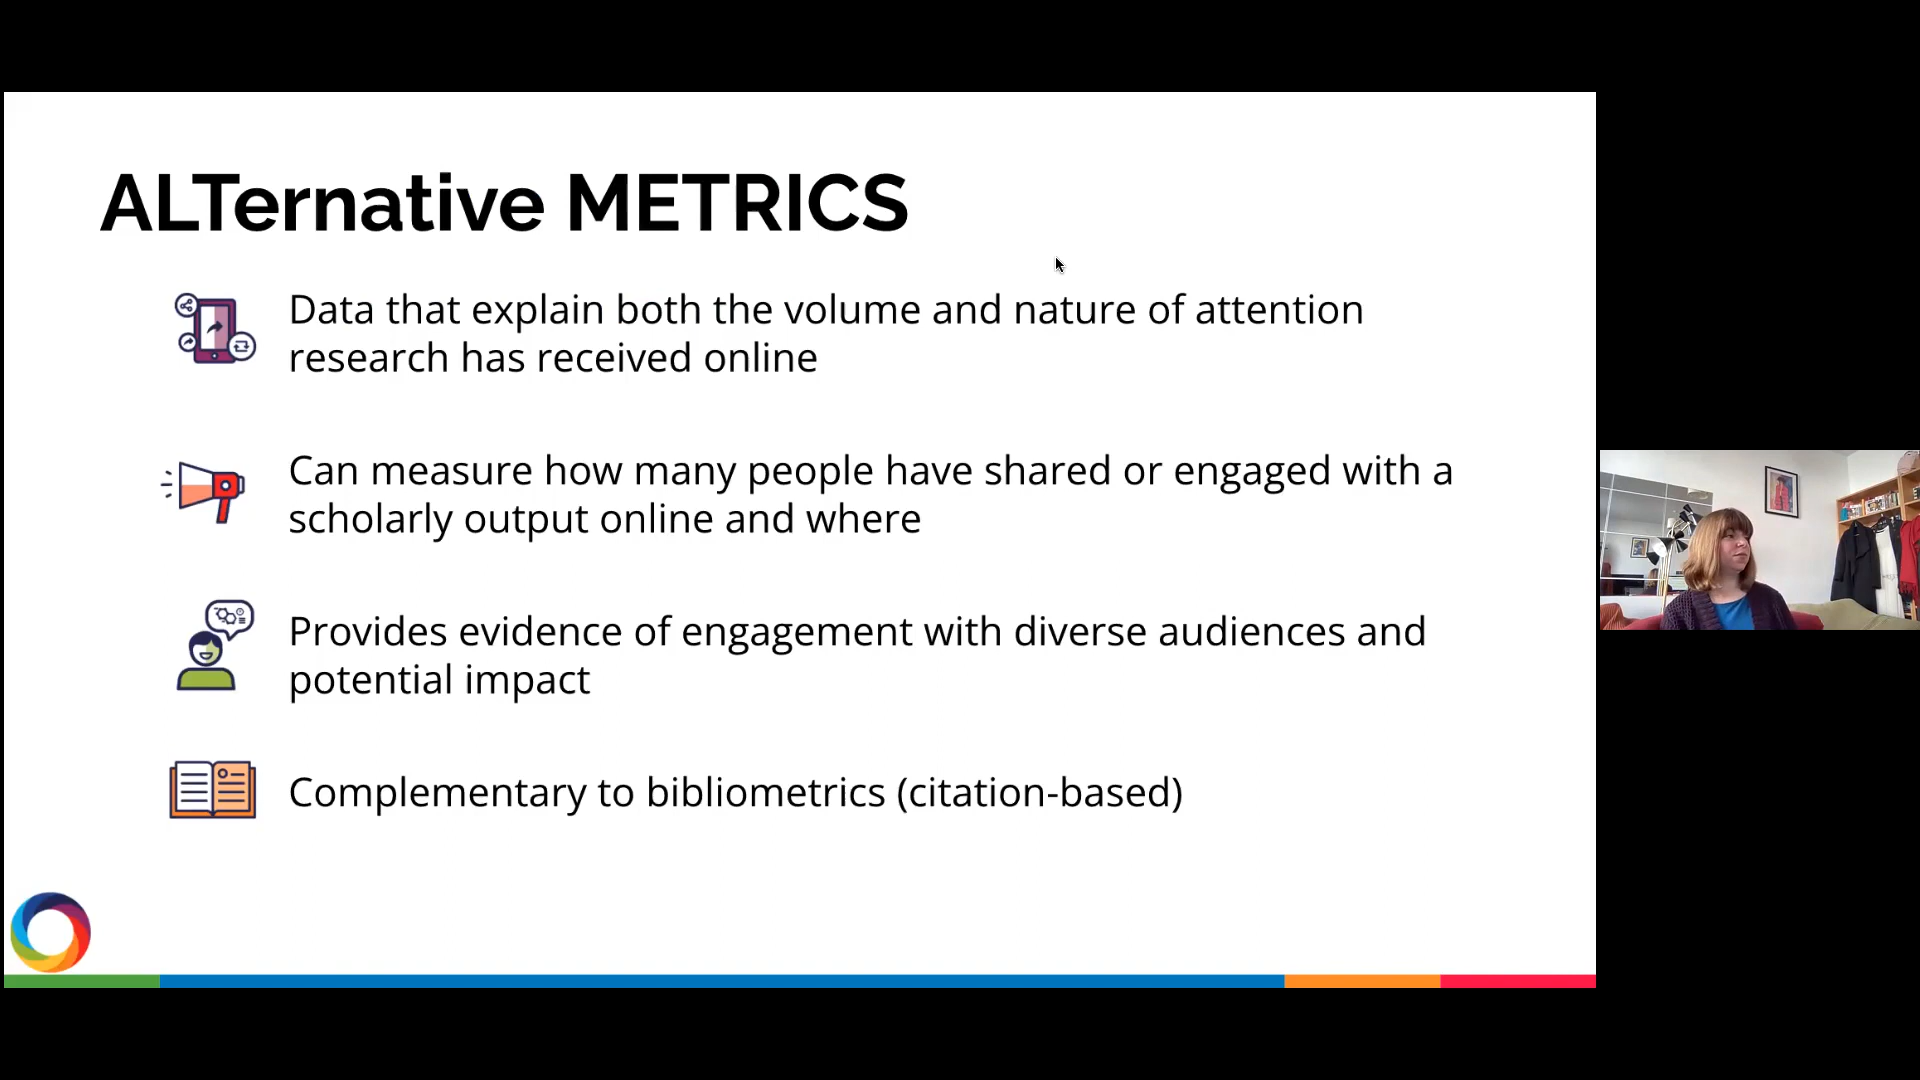 ALTernative METRICS
Data that explain both the volume and nature of attention
research has received online
Can measure how many people have shared or engaged with a
scholarly output online and where
Provides evidence of engagement with diverse audiences and
potential impact
Complementary to bibliometrics (citation-based)